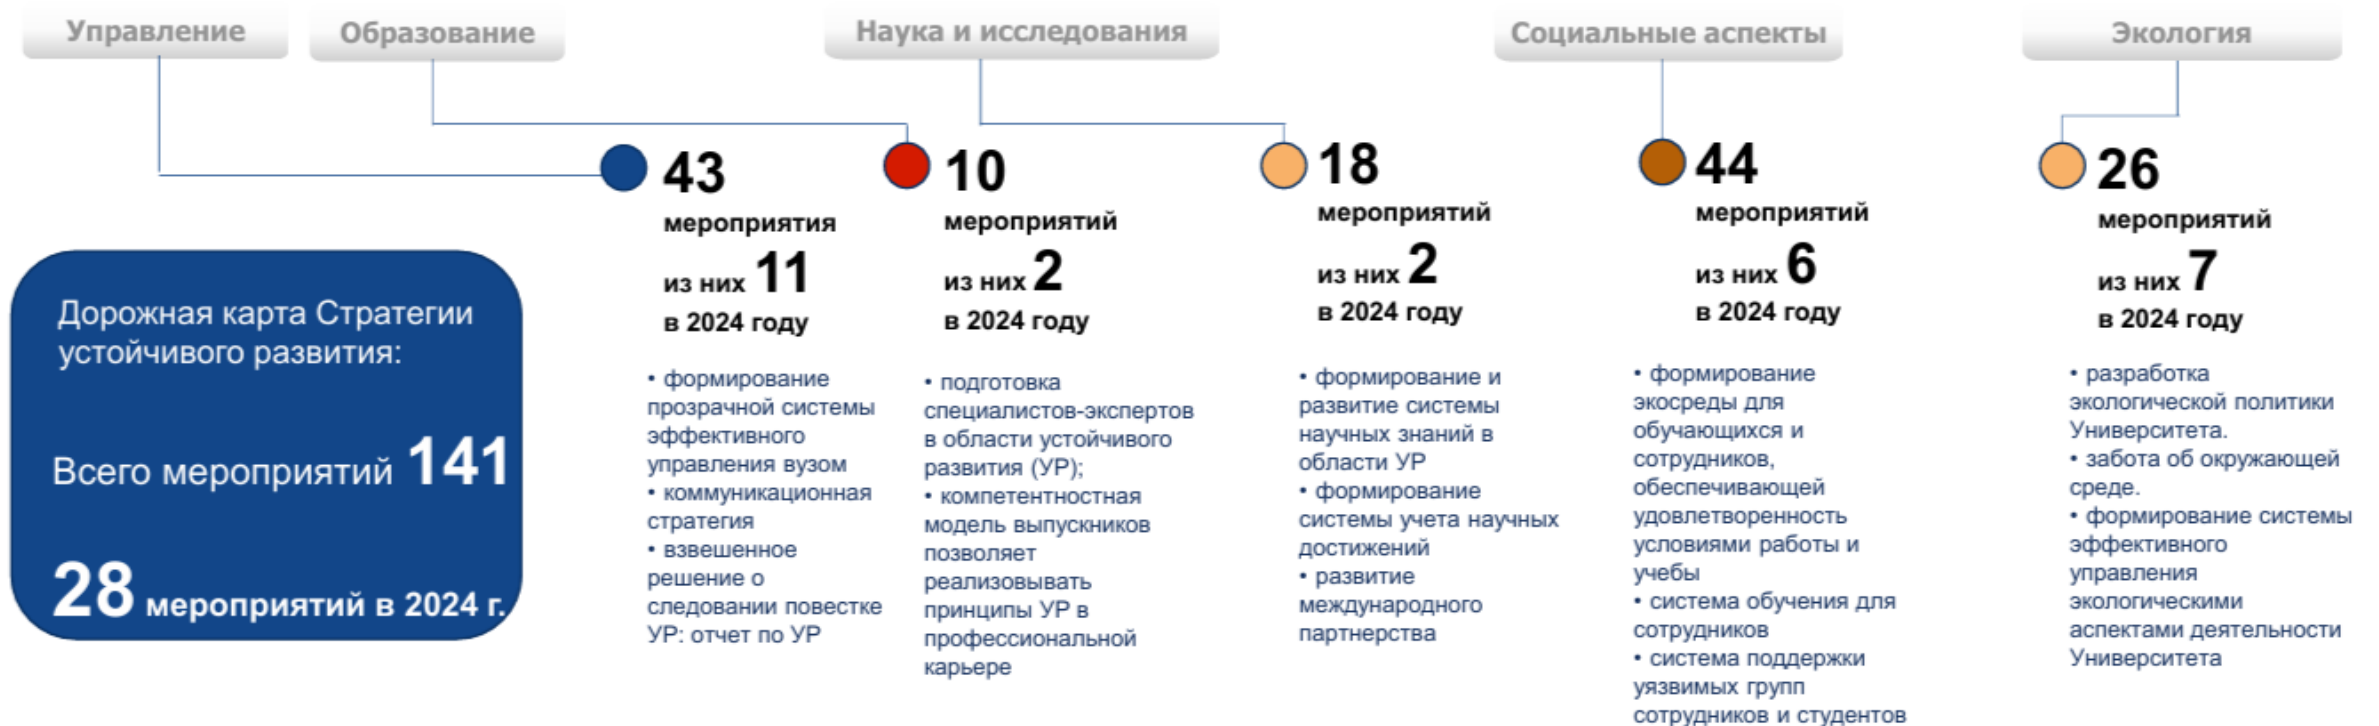 Управление
Образование
Наука и исследования
Социальные аспекты
Экология
Дорожная карта Стратегии
устойчивого развития:
Всего мероприятий 141
28 мероприятий в 2024 г.
43
мероприятия
из них 11
в 2024 году
• формирование
прозрачной системы
эффективного
управления вузом
• коммуникационная
стратегия
• взвешенное
решение о
следовании повестке
УР: отчет по УР
10
мероприятий
из них 2
в 2024 году
• подготовка
специалистов-экспертов
в области устойчивого
развития (УР);
• компетентностная
модель выпускников
позволяет
реализовывать
принципы УР в
профессиональной
карьере
18
мероприятий
из них 2
в 2024 году
• формирование и
развитие системы
научных знаний в
области УР
• формирование
системы учета научных
достижений
• развитие
международного
партнерства
44
мероприятий
из них 6
в 2024 году
• формирование
экосреды для
обучающихся и
сотрудников,
обеспечивающей
удовлетворенность
условиями работы и
учебы
• система обучения для
сотрудников
• система поддержки
уязвимых групп
сотрудников и студентов
26
мероприятий
из них 7
в 2024 году
• разработка
экологической политики
Университета.
• забота об окружающей
среде.
• формирование системы
эффективного
управления
экологическими
аспектами деятельности
Университета